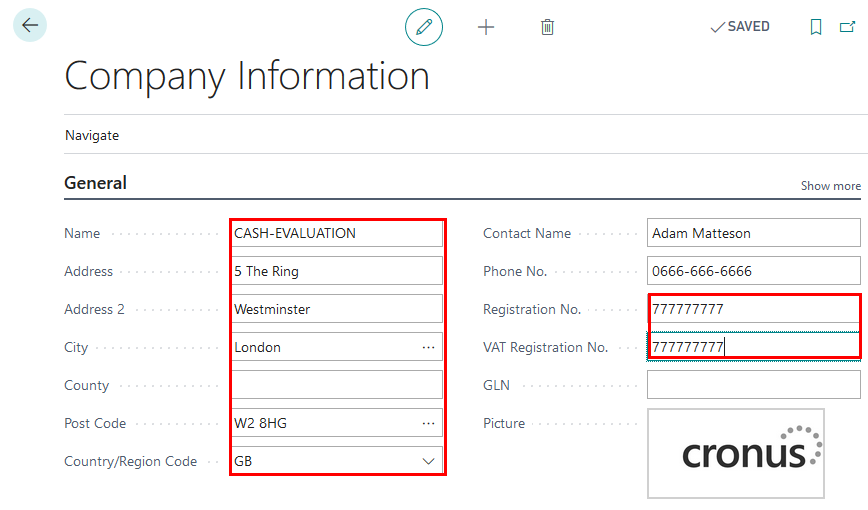 SAVED
Company Information
Navigate
General
Show more
Name CASH-EVALUATION
Address 5 The Ring
Address 2 Westminster
City London ...
County
Post Code W2 8HG ...
Country/Region Code GB
Contact Name Adam Matteson
Phone No. 0666-666-6666
Registration No. 777777777
VAT Registration No. 777777777
GLN
Picture
cronus